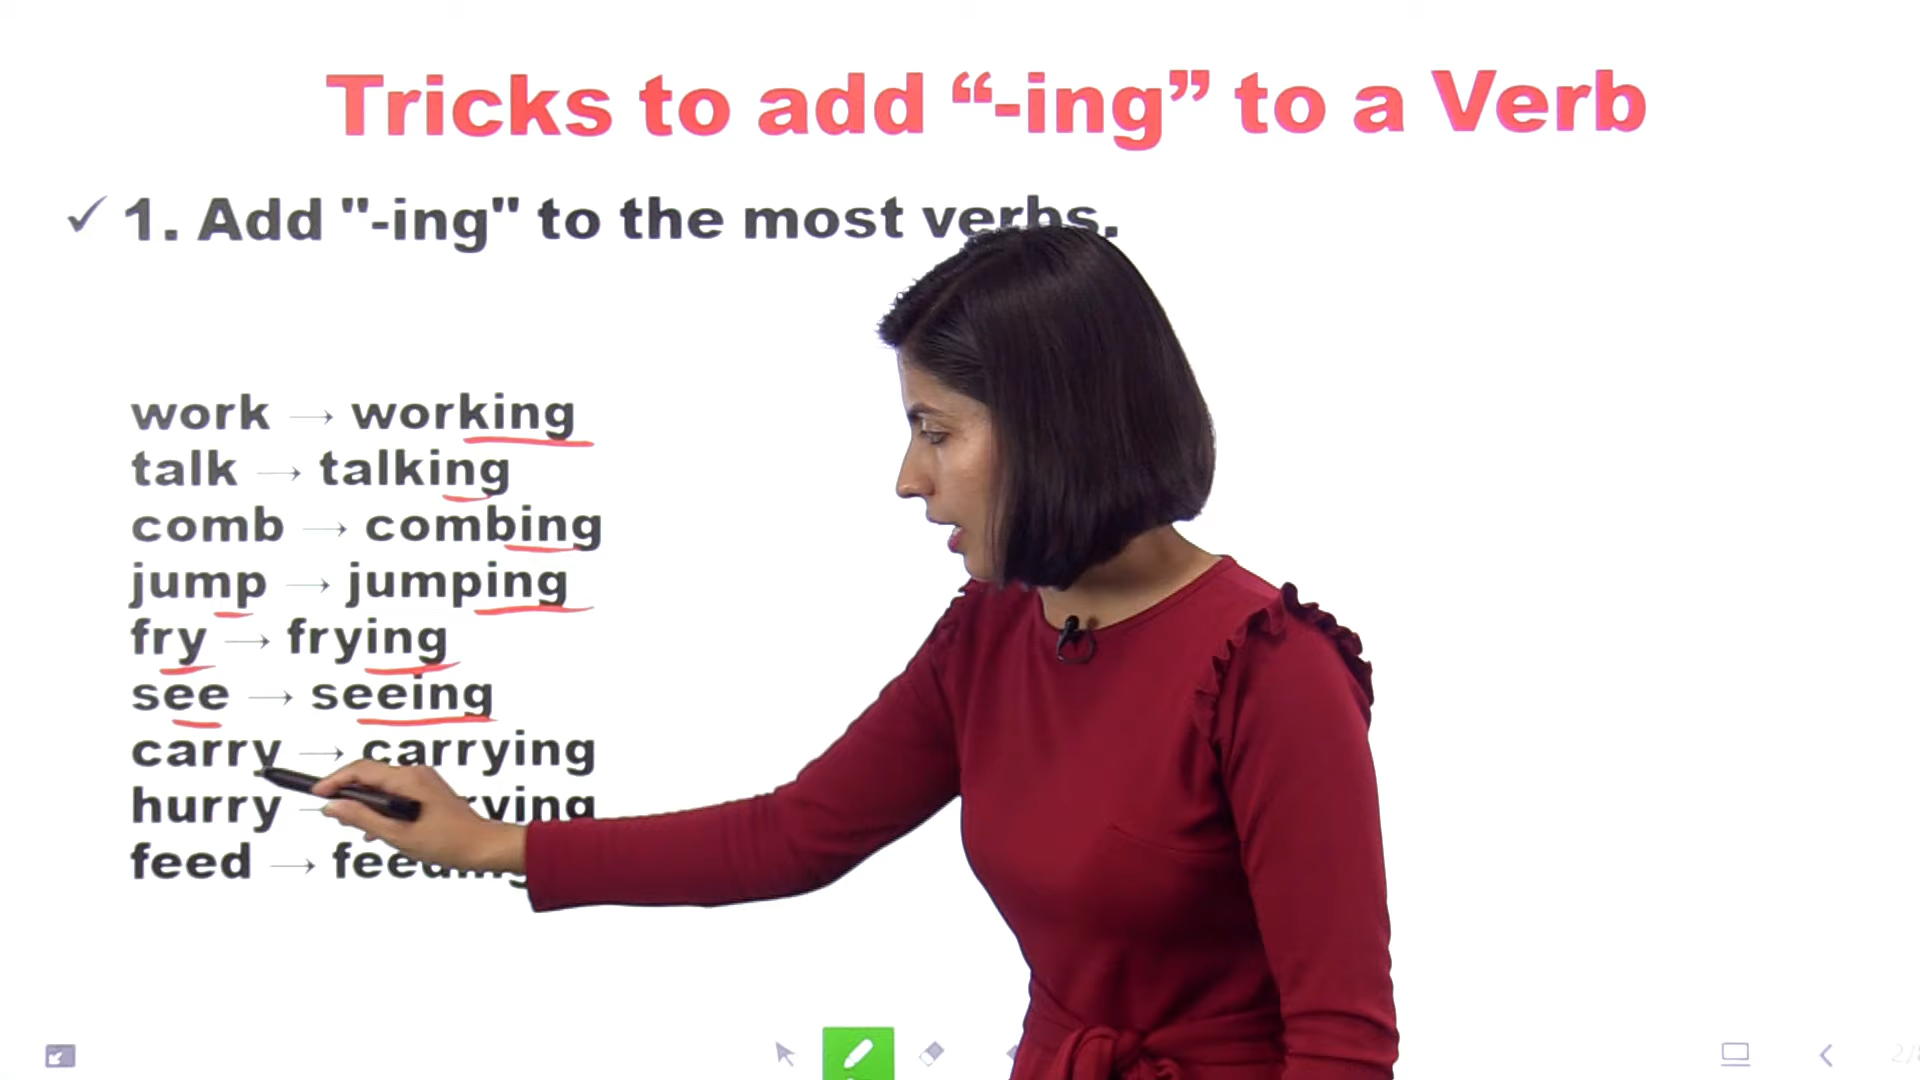 Tricks to add “-ing” to a Verb
✓ 1. Add "-ing" to the most verbs.
work → working
talk → talking
comb → combing
jump → jumping
fry → frying
see → seeing
carry → carrying
hurry →
feed → feeding